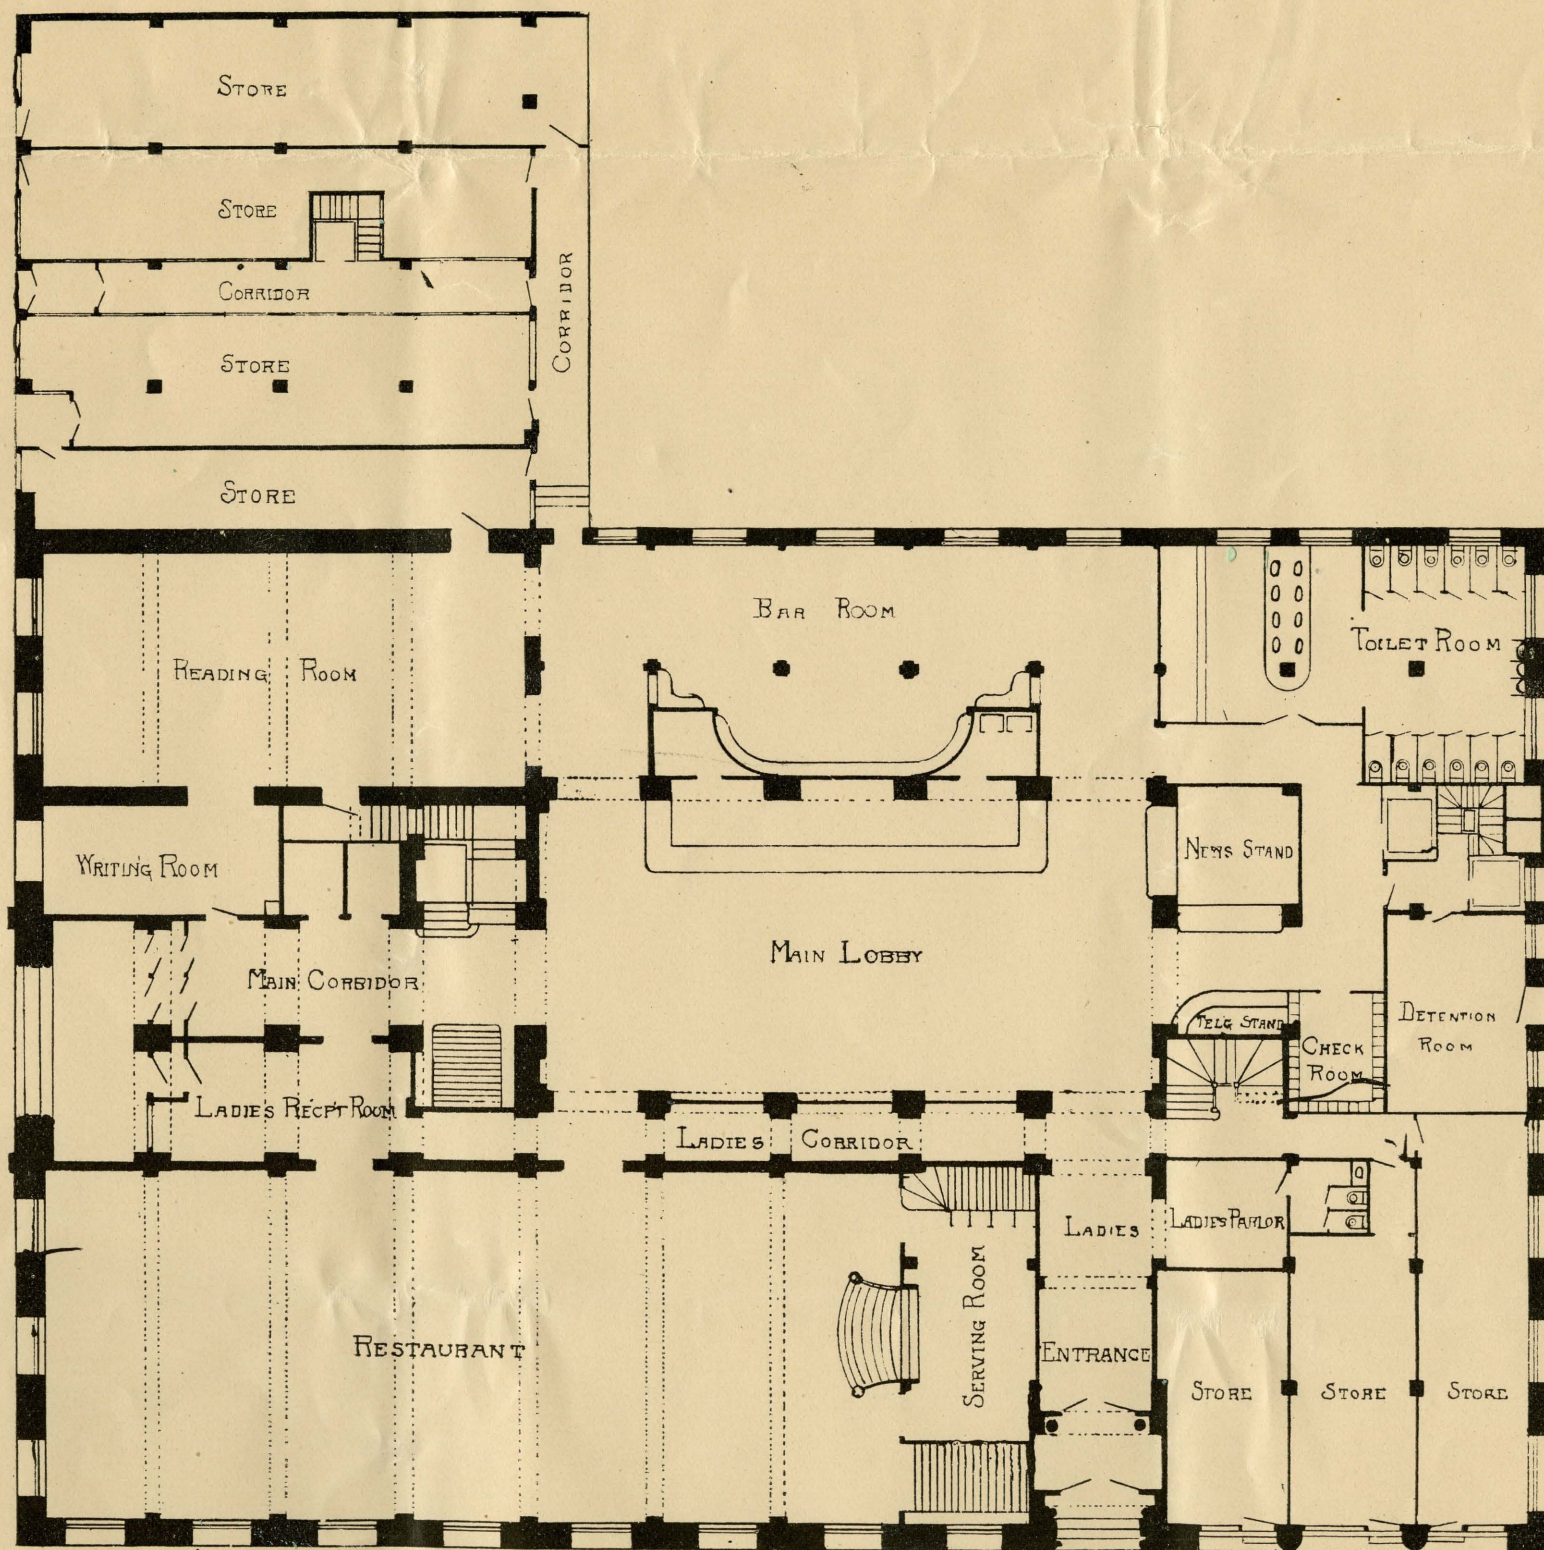 STORE
STORE
CORRIDOR
CORRIDOR
STORE
STORE
BAR ROOM
TOILET ROOM
READING ROOM
NEWS STAND
WRITING ROOM
MAIN LOBBY
MAIN CORRIDOR
TELG STAND
DETENTION
ROOM
CHECK
ROOM
LADIES RECPT ROOM
LADIES CORRIDOR
LADIES
LADIES PARLOR
SERVING ROOM
RESTAURANT
ENTRANCE
STORE
STORE
STORE